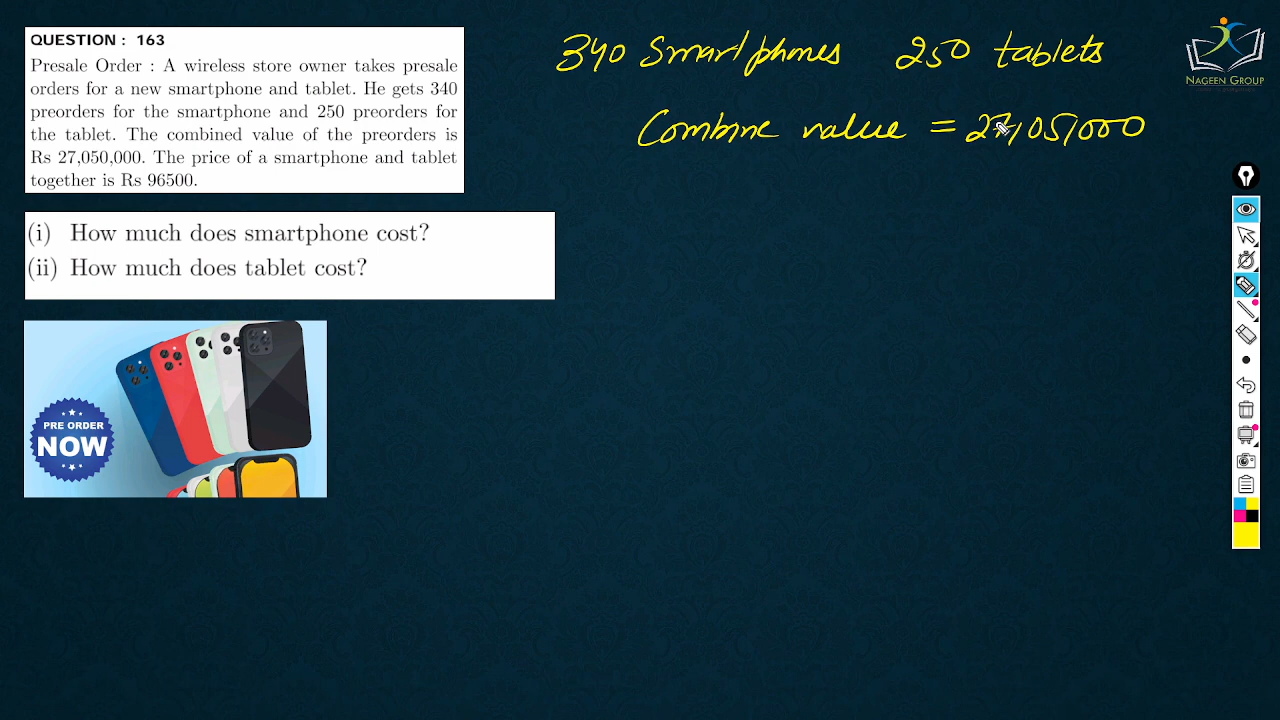 QUESTION : 163
Presale Order : A wireless store owner takes presale
orders for a new smartphone and tablet. He gets 340
preorders for the smartphone and 250 preorders for
the tablet. The combined value of the preorders is
Rs 27,050,000. The price of a smartphone and tablet
together is Rs 96500.
(i) How much does smartphone cost?
(ii) How much does tablet cost?
PRE ORDER
NOW
340 Smartphones 250 tablets
Combine value = 27,05,000
NAGEEN GROUP